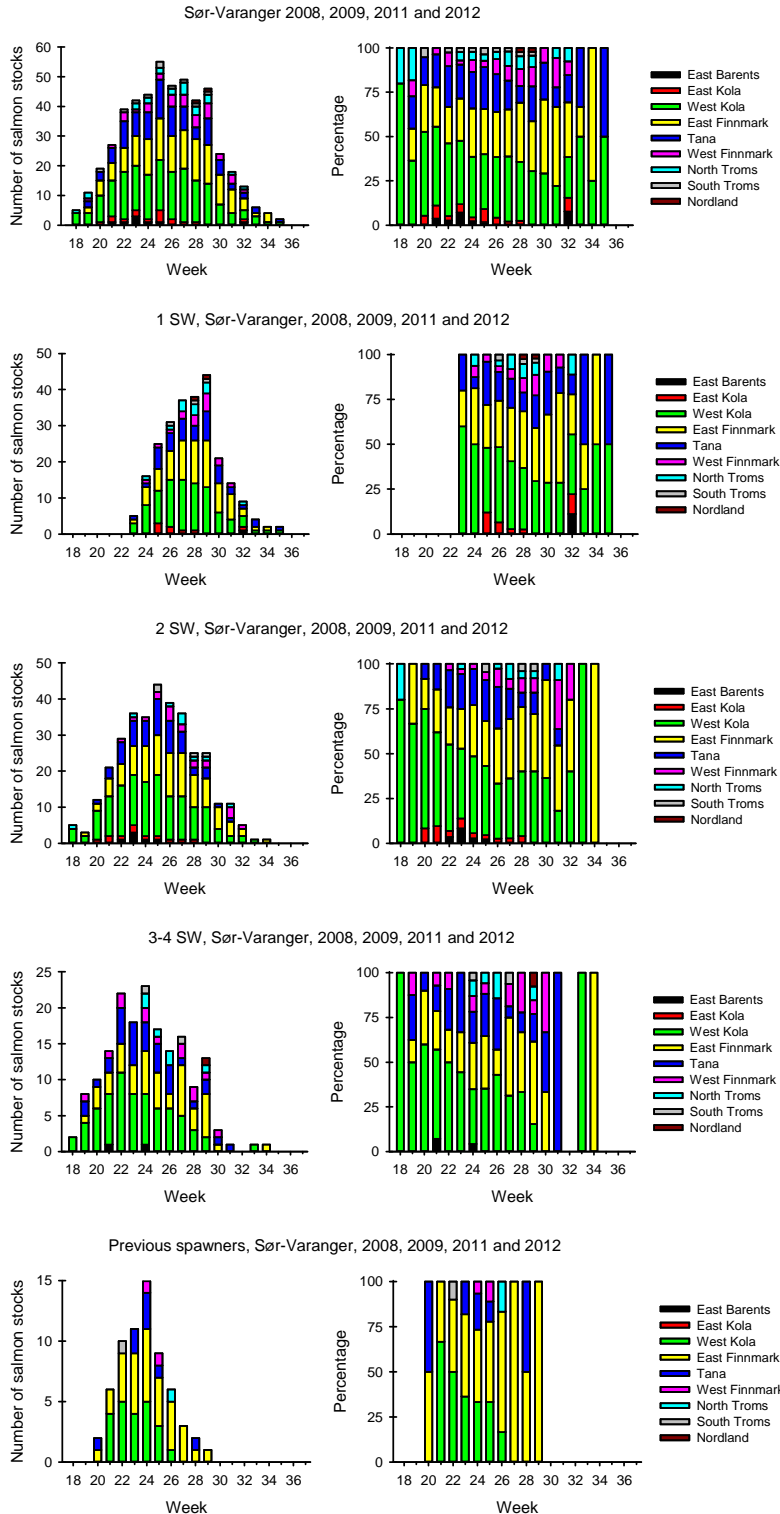 Sør-Varanger 2008, 2009, 2011 and 2012
Number of salmon stocks
60
50
40
30
20
10
0
18 20 22 24 26 28 30 32 34 36
Week
Percentage
100
75
50
25
0
18 20 22 24 26 28 30 32 34 36
Week
East Barents
East Kola
West Kola
East Finnmark
Tana
West Finnmark
North Troms
South Troms
Nordland
1 SW, Sør-Varanger, 2008, 2009, 2011 and 2012
Number of salmon stocks
50
40
30
20
10
0
18 20 22 24 26 28 30 32 34 36
Week
Percentage
100
75
50
25
0
18 20 22 24 26 28 30 32 34 36
Week
East Barents
East Kola
West Kola
East Finnmark
Tana
West Finnmark
North Troms
South Troms
Nordland
2 SW, Sør-Varanger, 2008, 2009, 2011 and 2012
Number of salmon stocks
50
40
30
20
10
0
18 20 22 24 26 28 30 32 34 36
Week
Percentage
100
75
50
25
0
18 20 22 24 26 28 30 32 34 36
Week
East Barents
East Kola
West Kola
East Finnmark
Tana
West Finnmark
North Troms
South Troms
Nordland
3-4 SW, Sør-Varanger, 2008, 2009, 2011 and 2012
Number of salmon stocks
25
20
15
10
5
0
18 20 22 24 26 28 30 32 34 36
Week
Percentage
100
75
50
25
0
18 20 22 24 26 28 30 32 34 36
Week
East Barents
East Kola
West Kola
East Finnmark
Tana
West Finnmark
North Troms
South Troms
Nordland
Previous spawners, Sør-Varanger, 2008, 2009, 2011 and 2012
Number of salmon stocks
15
10
5
0
18 20 22 24 26 28 30 32 34 36
Week
Percentage
100
75
50
25
0
18 20 22 24 26 28 30 32 34 36
Week
East Barents
East Kola
West Kola
East Finnmark
Tana
West Finnmark
North Troms
South Troms
Nordland